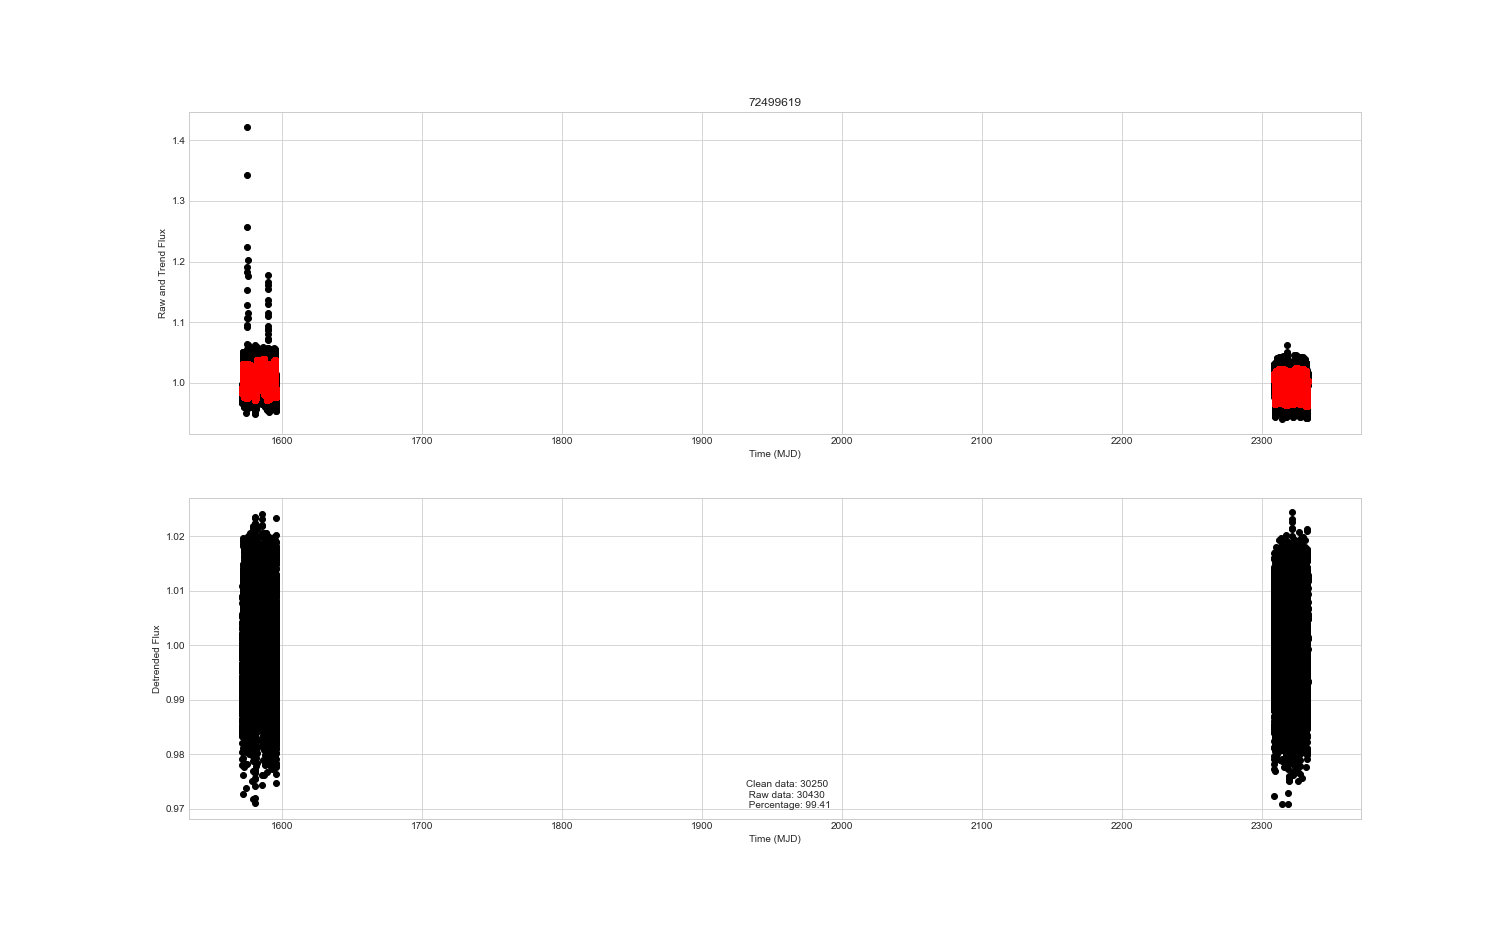 72499619
1.4
1.3
1.2
1.1
1.0
Raw and Trend Flux
1600 1700 1800 1900 2000 2100 2200 2300
Time (MJD)
1.02
1.01
1.00
0.99
0.98
0.97
Detrended Flux
Clean data: 30250
Raw data: 30430
Percentage: 99.41
1600 1700 1800 1900 2000 2100 2200 2300
Time (MJD)